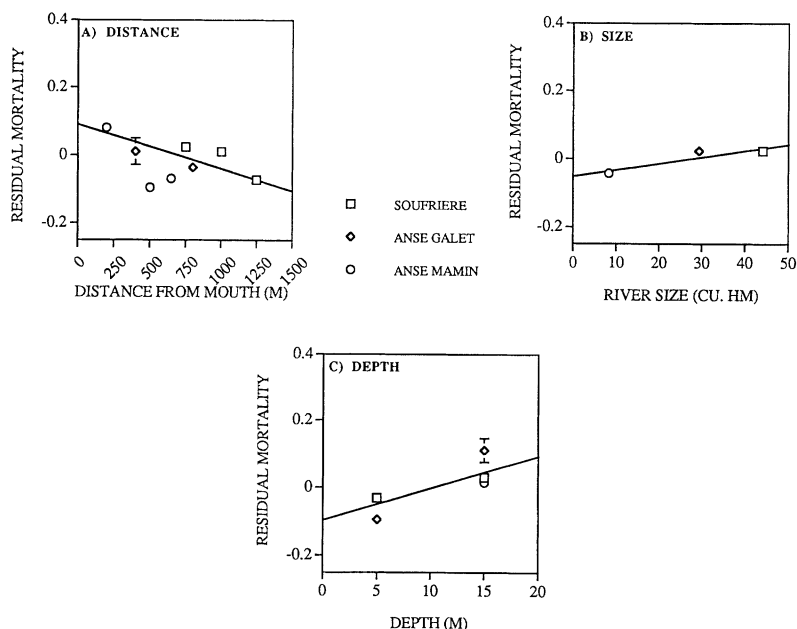 A) DISTANCE
RESIDUAL MORTALITY
0.4
0.2
0
-0.2
0 250 500 750 1000 1250 1500
DISTANCE FROM MOUTH (M)
B) SIZE
RESIDUAL MORTALITY
0.4
0.2
0
-0.2
0 10 20 30 40 50
RIVER SIZE (CU. HM)
SOUFRIERE
ANSE GALET
ANSE MAMIN
C) DEPTH
RESIDUAL MORTALITY
0.4
0.2
0
-0.2
0 5 10 15 20
DEPTH (M)